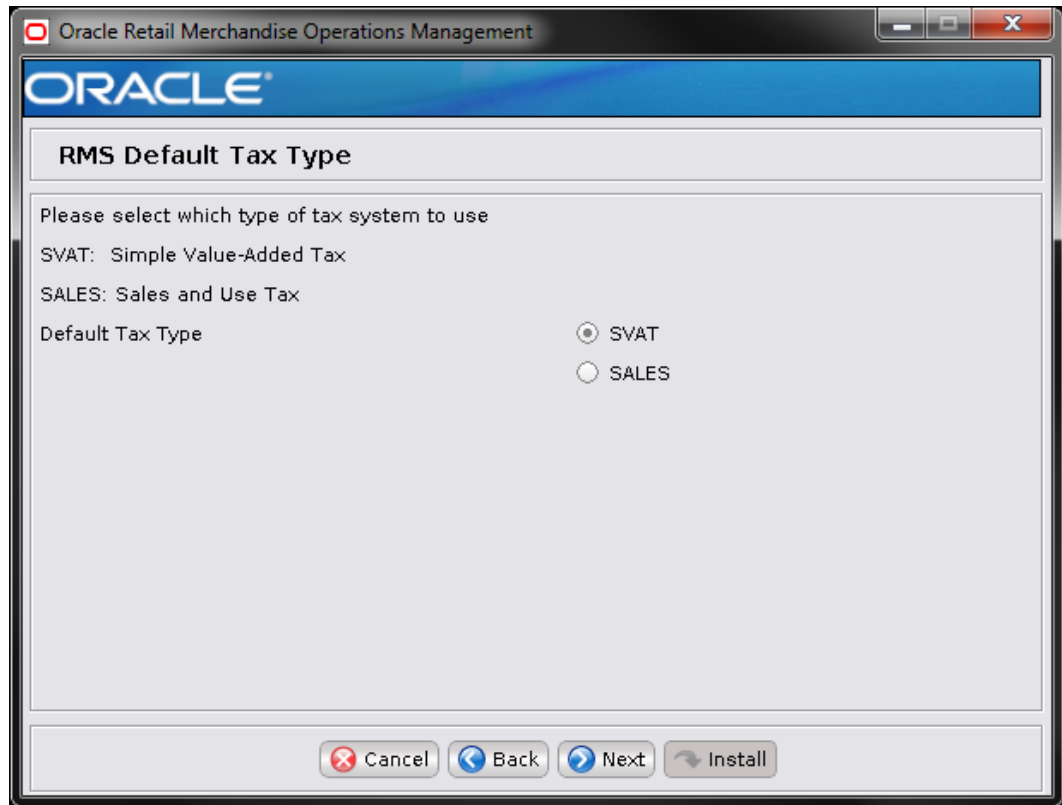 Oracle Retail Merchandise Operations Management
ORACLE®
RMS Default Tax Type
Please select which type of tax system to use
SVAT: Simple Value-Added Tax
SALES: Sales and Use Tax
Default Tax Type
SVAT
SALES
Cancel Back Next Install